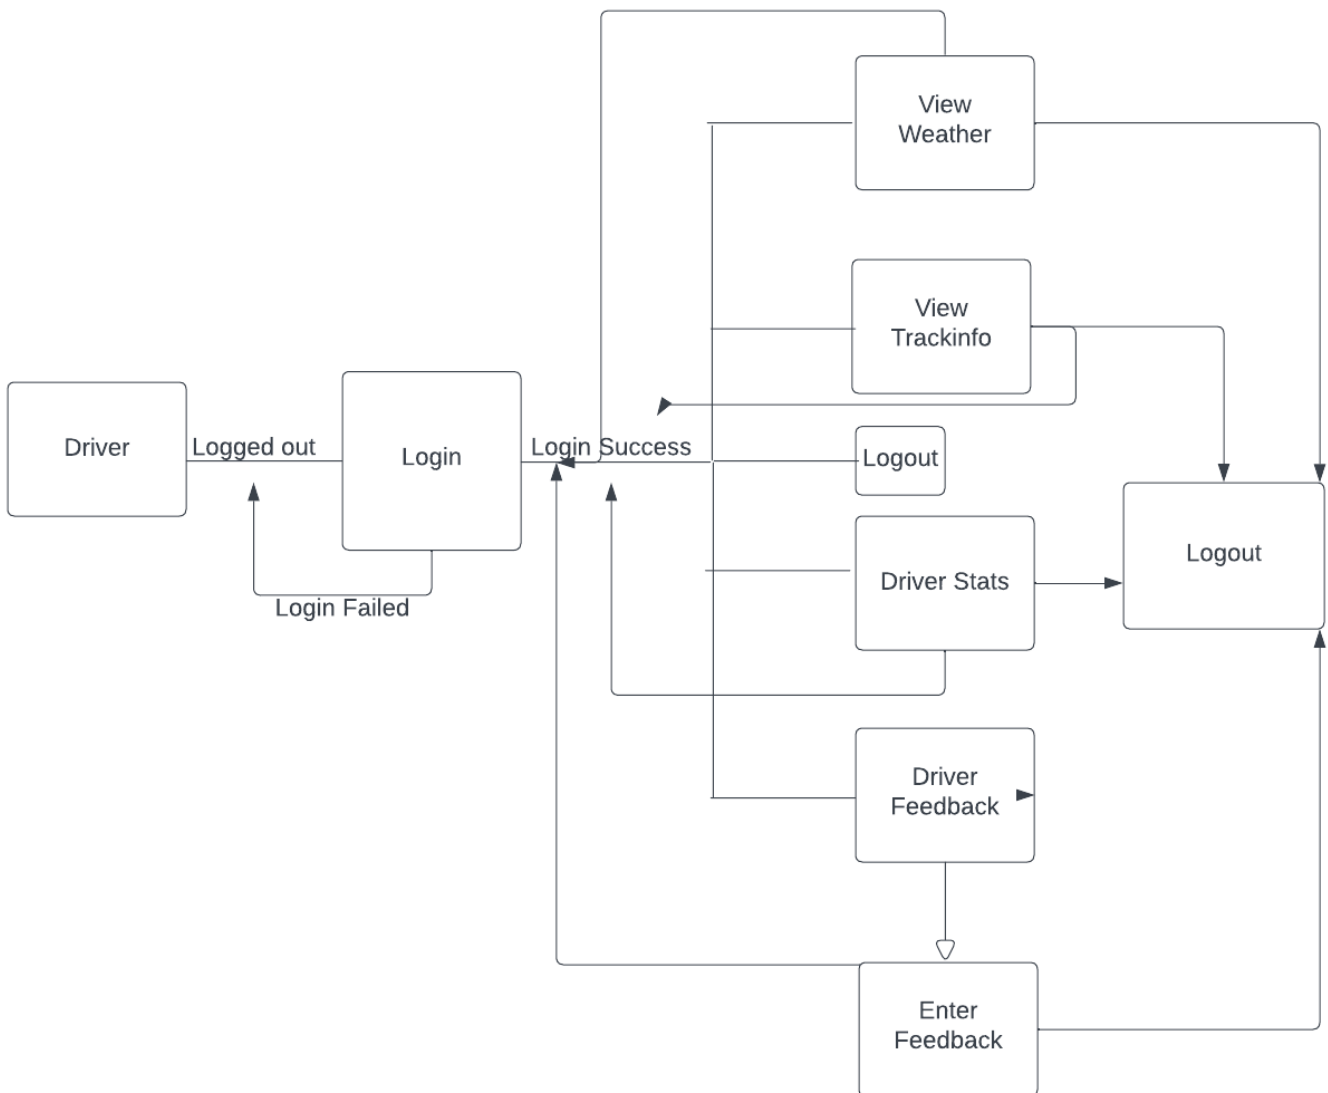 View
Weather
View
Trackinfo
Driver
Logged out
Login
Login Success
Logout
Login Failed
Driver Stats
Logout
Driver
Feedback
Enter
Feedback